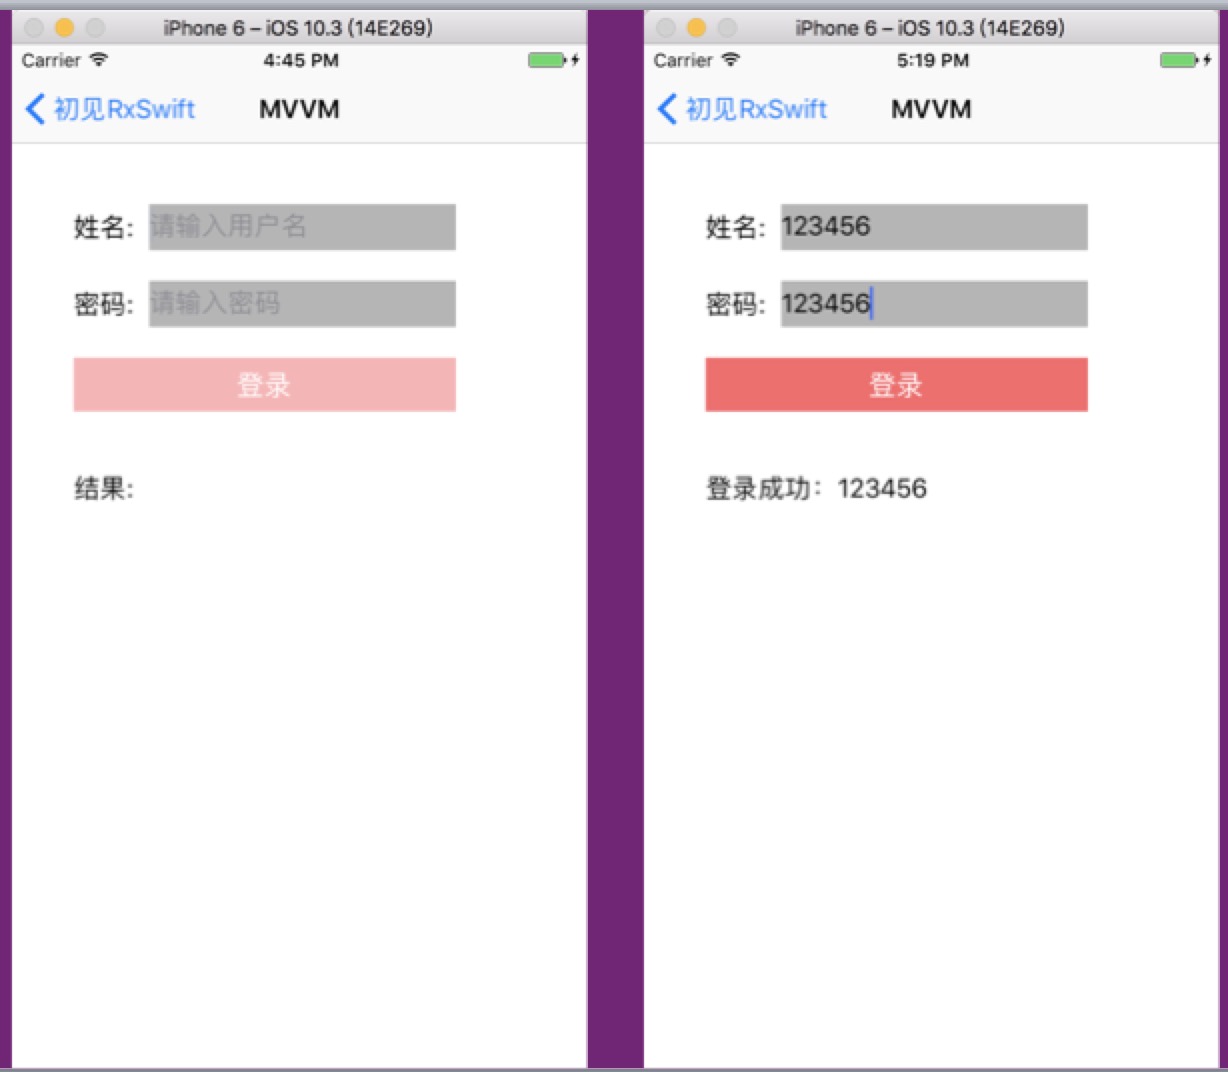 iPhone 6 – iOS 10.3 (14E269)
Carrier 4:45 PM
初见RxSwift MVVM
姓名: 请输入用户名
密码: 请输入密码
登录
结果:
iPhone 6 – iOS 10.3 (14E269)
Carrier 5:19 PM
初见RxSwift MVVM
姓名: 123456
密码: 123456
登录
登录成功：123456